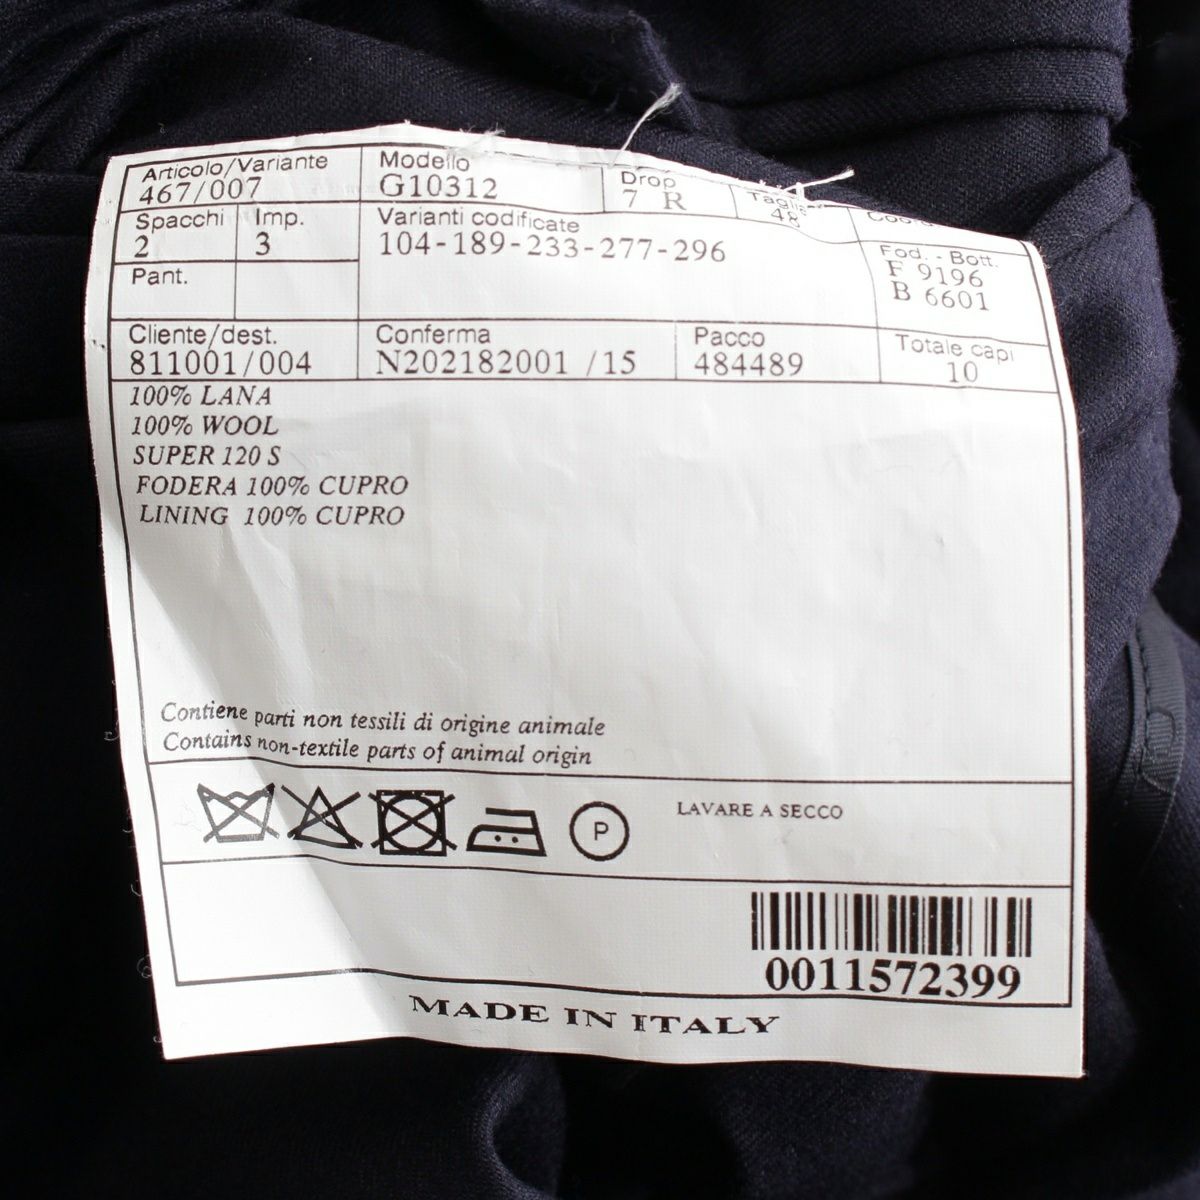 Articolo/Variante Modello Drop Taglia
467/007 G10312 7 R 48
Spacchi Imp. Varianti codificate Fod. - Bott.
2 3 104-189-233-277-296 F 9196
Pant. B 6601
Cliente/dest. Conferma Pacco Totale capi
811001/004 N202182001 /15 484489 10
100% LANA
100% WOOL
SUPER 120 S
FODERA 100% CUPRO
LINING 100% CUPRO
Contiene parti non tessili di origine animale
Contains non-textile parts of animal origin
P LAVARE A SECCO
0011572399
MADE IN ITALY